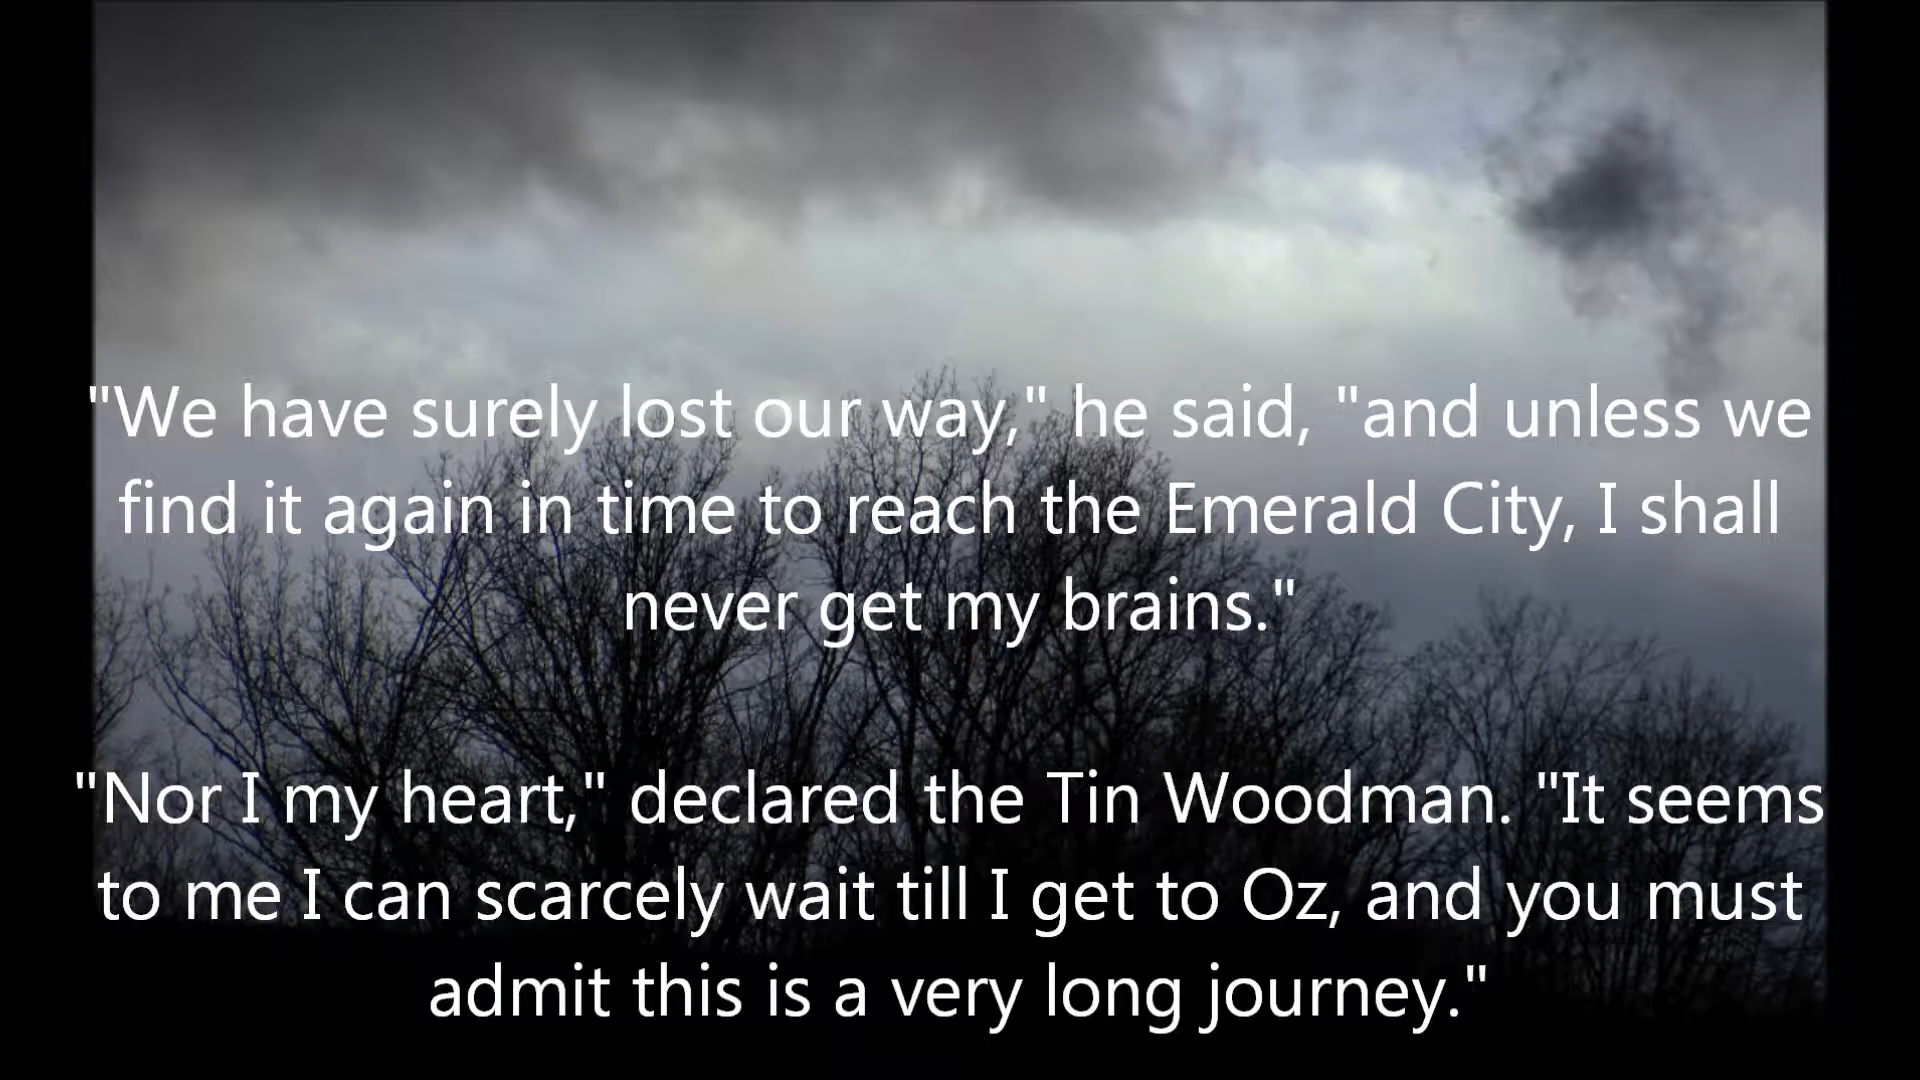 "We have surely lost our way," he said, "and unless we
find it again in time to reach the Emerald City, I shall
never get my brains."
"Nor I my heart," declared the Tin Woodman. "It seems
to me I can scarcely wait till I get to Oz, and you must
admit this is a very long journey."